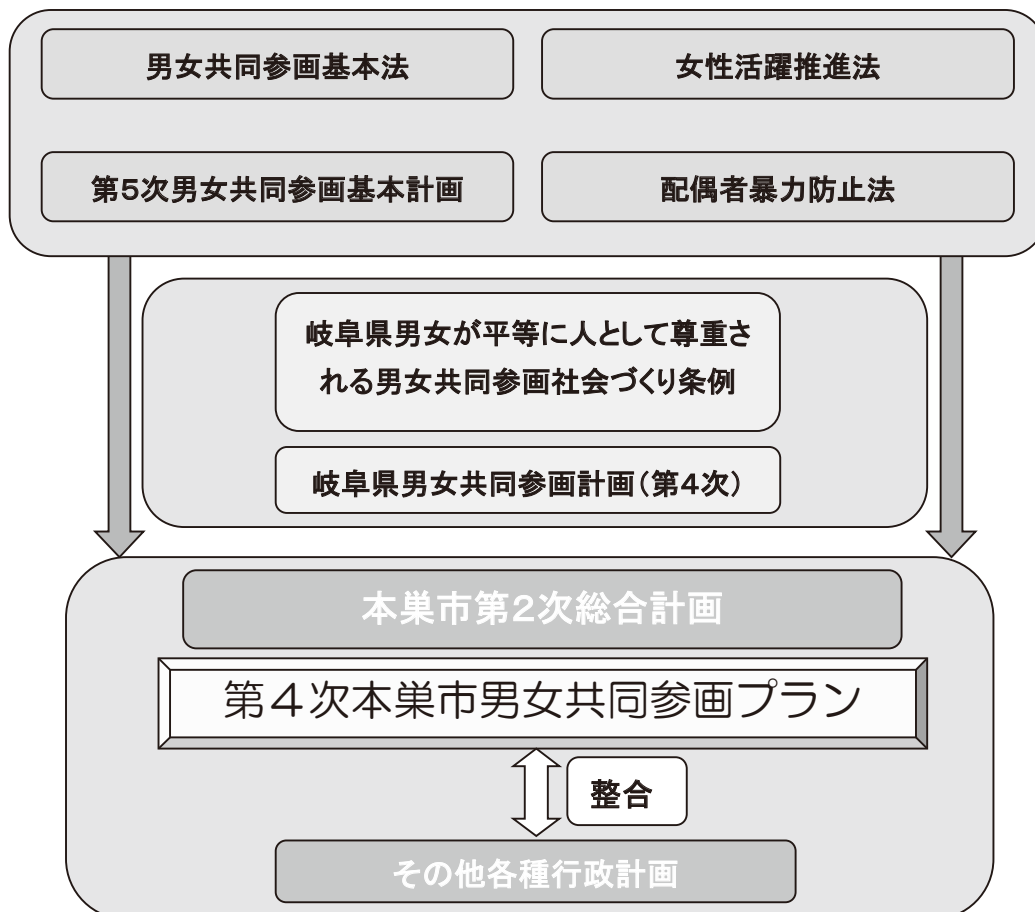 男女共同参画基本法
女性活躍推進法
第5次男女共同参画基本計画
配偶者暴力防止法
岐阜県男女が平等に人として尊重さ
れる男女共同参画社会づくり条例
岐阜県男女共同参画計画(第4次)
本巣市第2次総合計画
第4次本巣市男女共同参画プラン
整合
その他各種行政計画